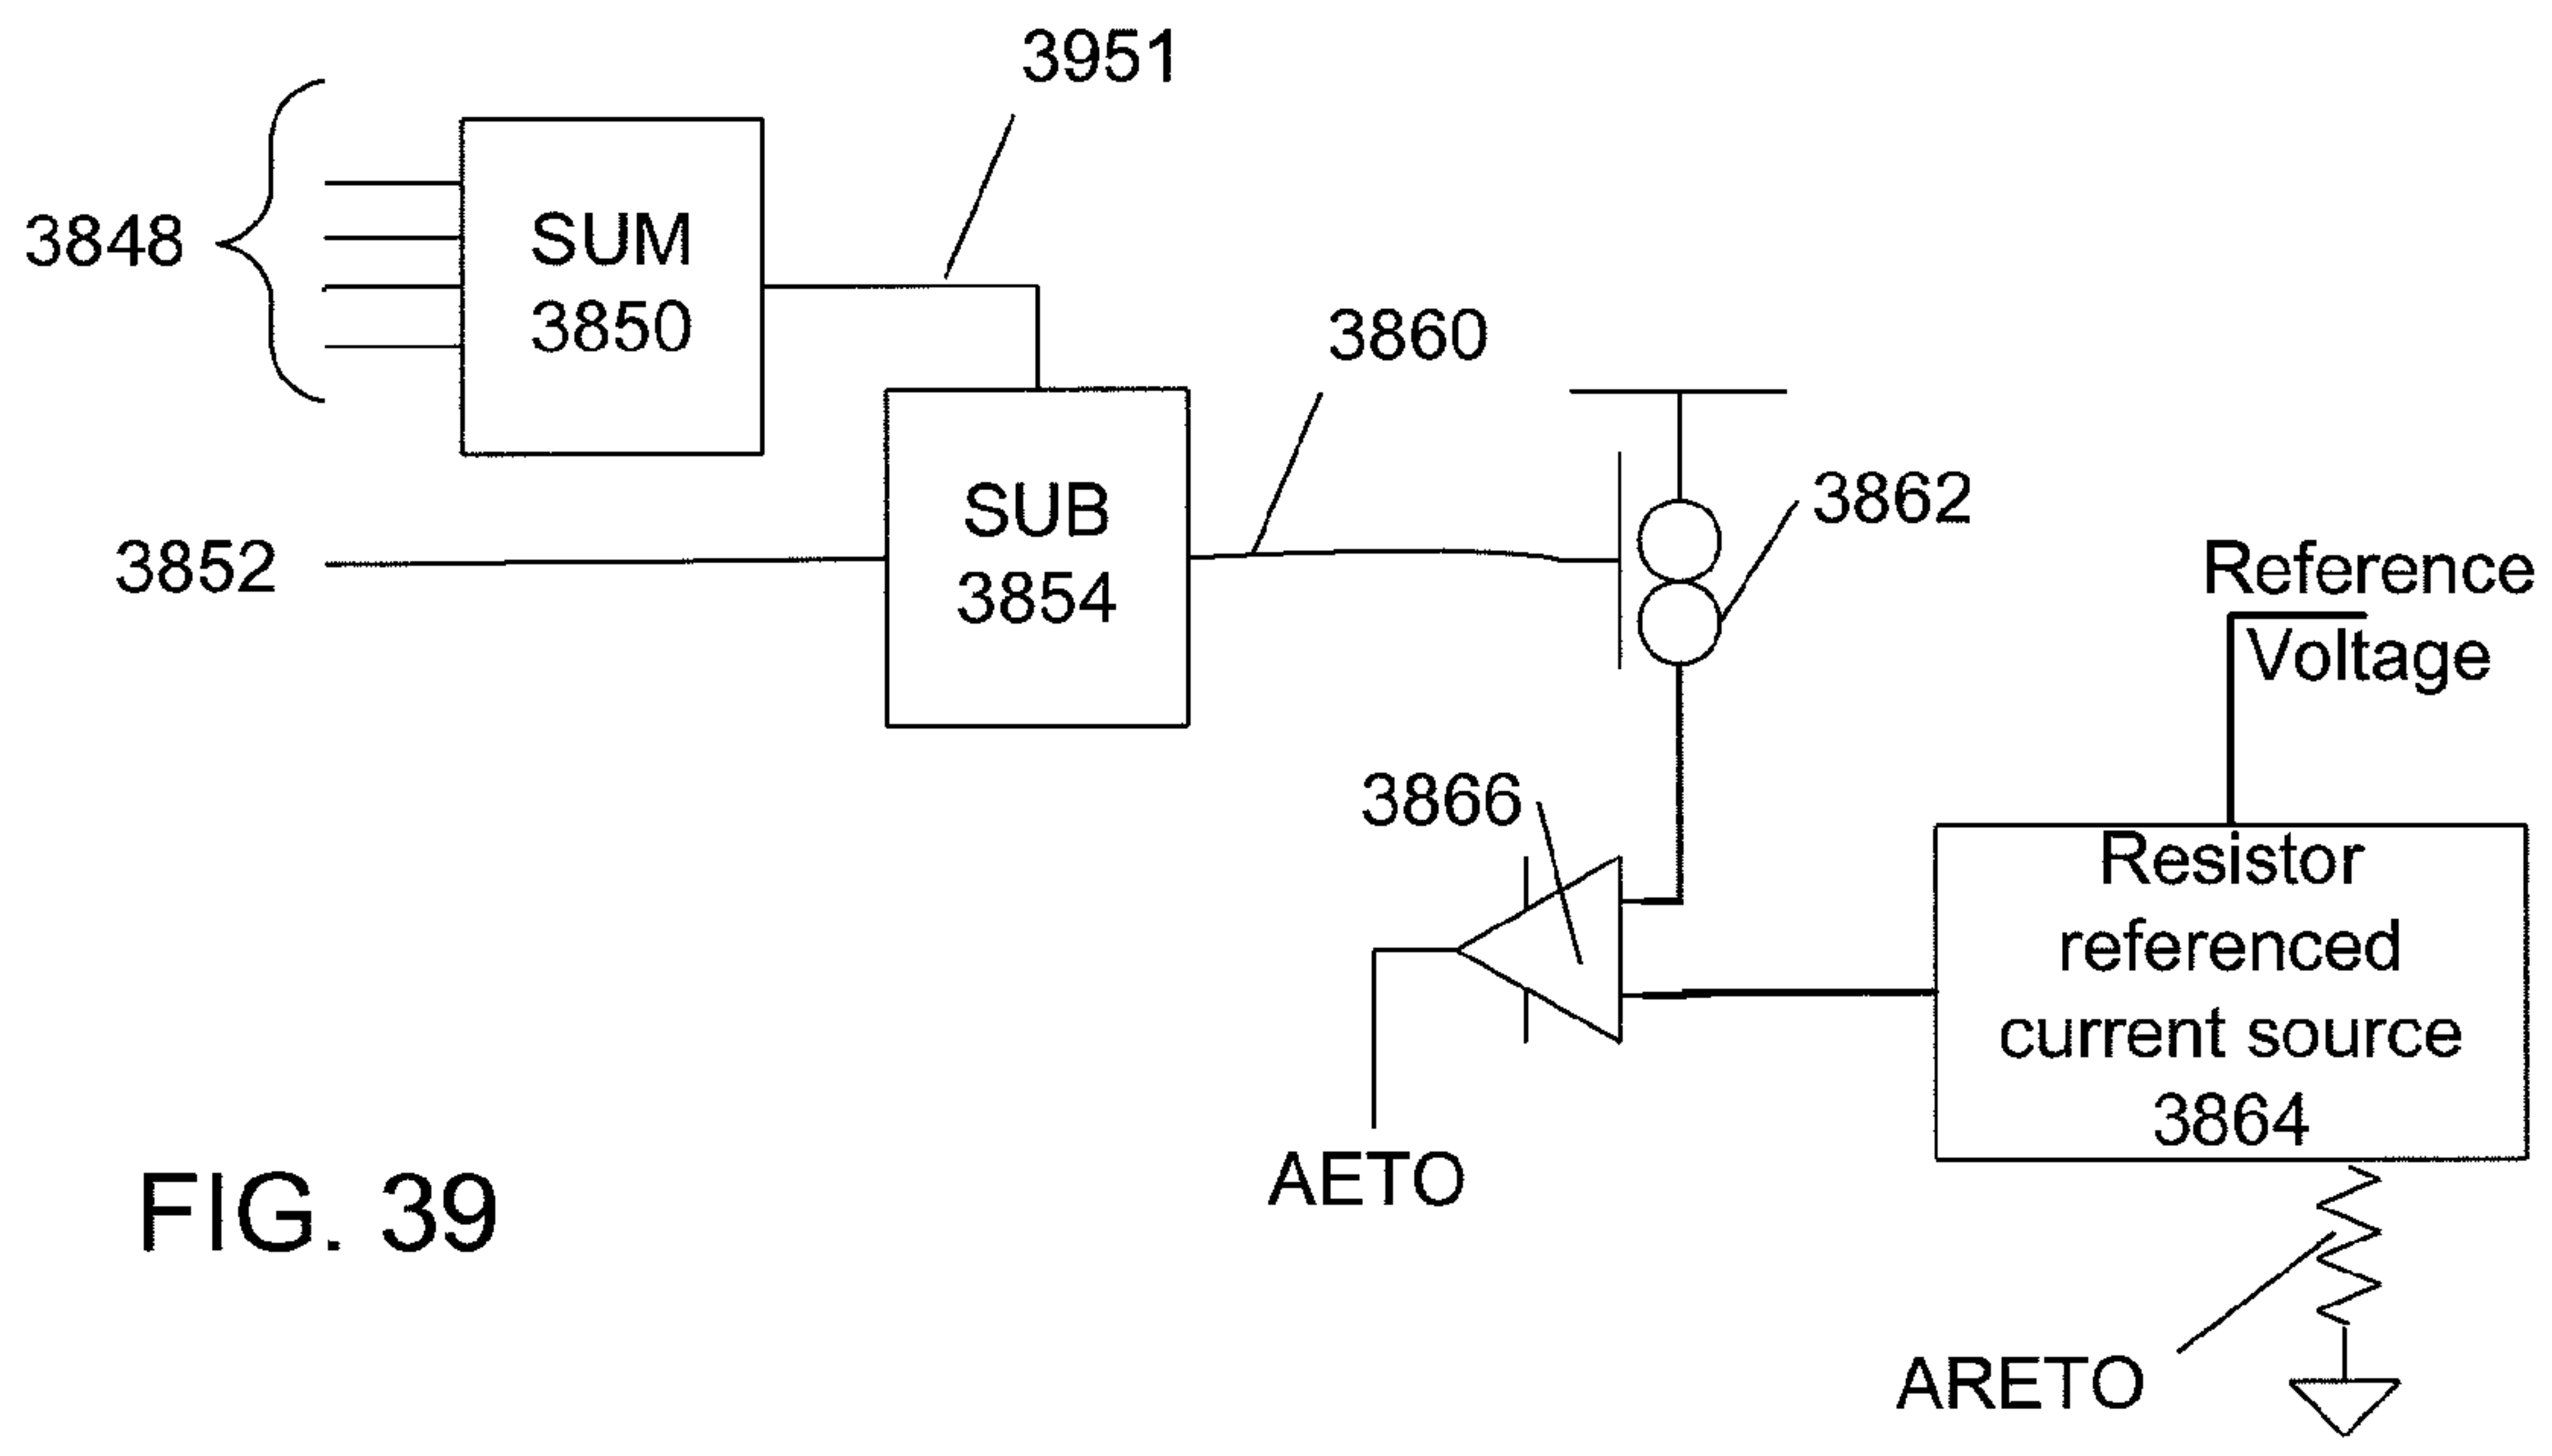 3951
3848
SUM
3850
3860
3852
SUB
3854
3862
Reference
Voltage
3866
Resistor
referenced
current source
3864
AETO
ARETO
FIG. 39